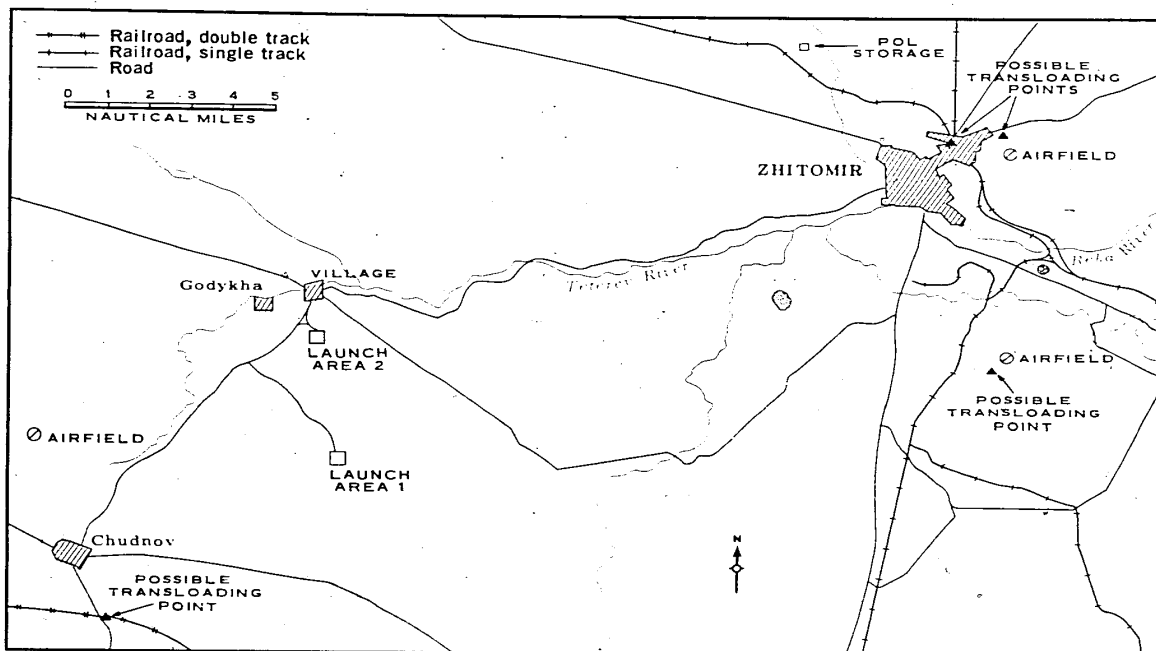 Railroad, double track
Railroad, single track
Road
0 1 2 3 4 5
NAUTICAL MILES
POL
STORAGE
POSSIBLE
TRANSLOADING
POINTS
ZHITOMIR
AIRFIELD
Reka River
Teterev River
VILLAGE
Godykha
LAUNCH
AREA 2
AIRFIELD
POSSIBLE
TRANSLOADING
POINT
AIRFIELD
LAUNCH
AREA 1
N
Chudnov
POSSIBLE
TRANSLOADING
POINT